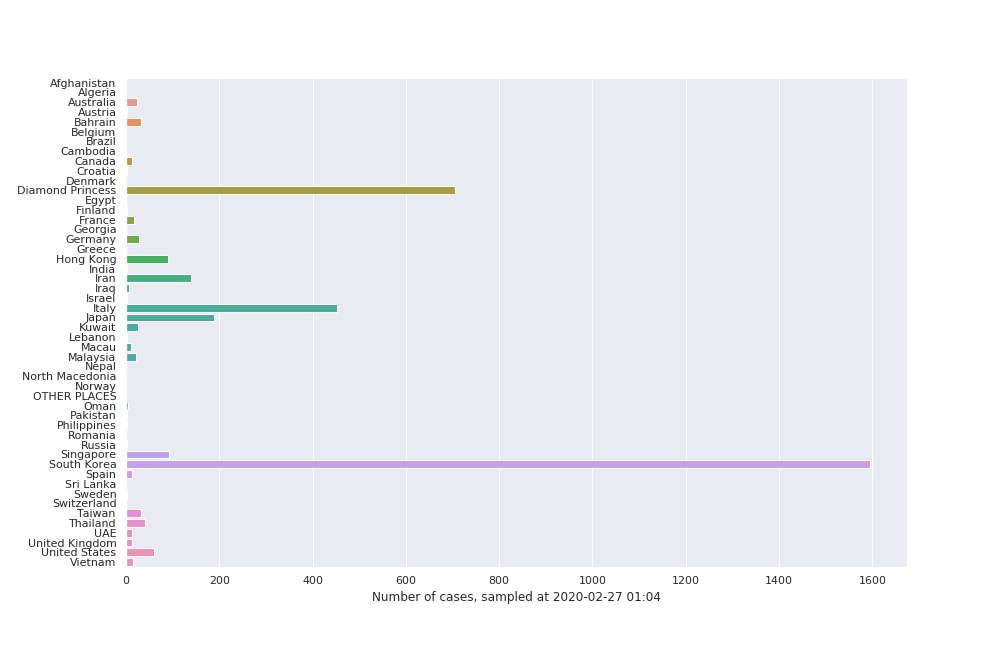 Afghanistan
Algeria
Australia
Austria
Bahrain
Belgium
Brazil
Cambodia
Canada
Croatia
Denmark
Diamond Princess
Egypt
Finland
France
Georgia
Germany
Greece
Hong Kong
India
Iran
Iraq
Israel
Italy
Japan
Kuwait
Lebanon
Macau
Malaysia
Nepal
North Macedonia
Norway
OTHER PLACES
Oman
Pakistan
Philippines
Romania
Russia
Singapore
South Korea
Spain
Sri Lanka
Sweden
Switzerland
Taiwan
Thailand
UAE
United Kingdom
United States
Vietnam
0 200 400 600 800 1000 1200 1400 1600
Number of cases, sampled at 2020-02-27 01:04